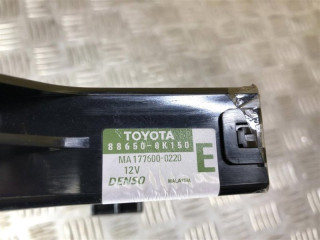 TOYOTA
88650-0K150
MA177600-0220
12V
E
DENSO
MALAYSIA